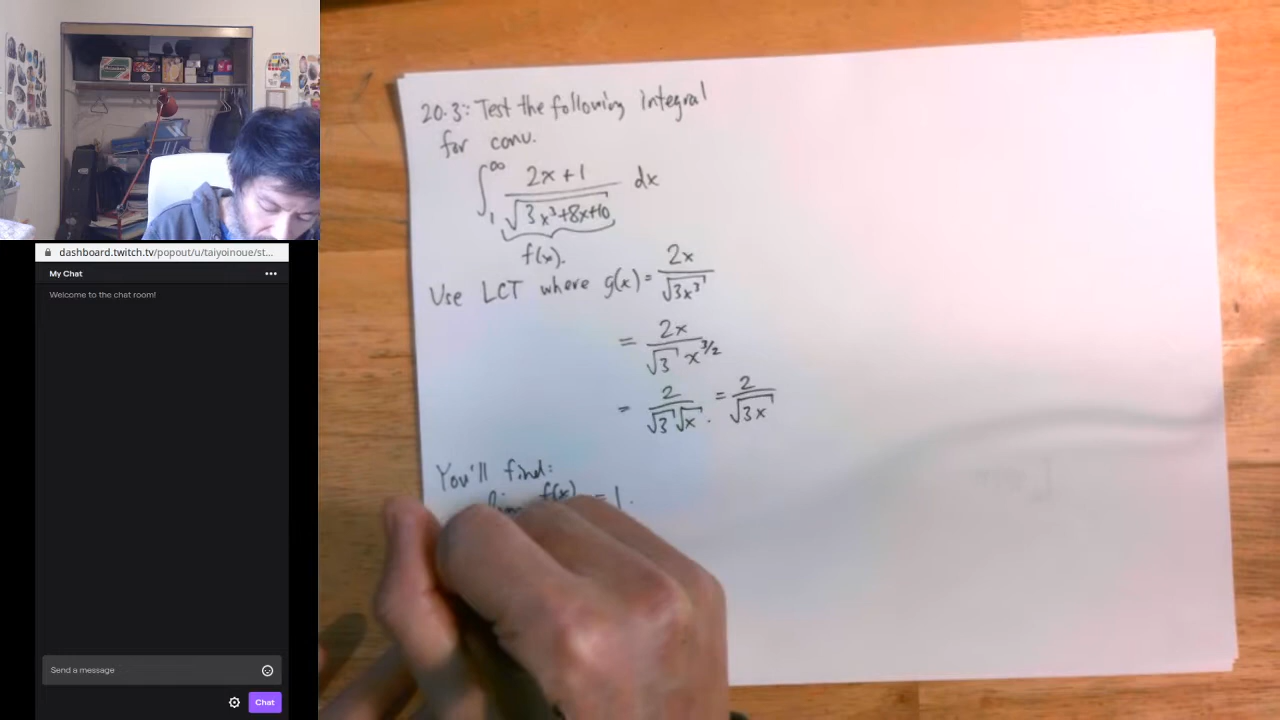 20.3: Test the following integral
for conv.
∫₁^∞ (2x+1)/√(3x³+8x+10) dx
f(x).
Use LCT where g(x) = 2x/√(3x³)
= 2x/(√3 x^(3/2))
= 2/(√3 √x). = 2/√(3x)
You'll find:
lim f(x) = 1.
dashboard.twitch.tv/popout/u/taiyoinoue/st...
My Chat
Welcome to the chat room!
Send a message
Chat